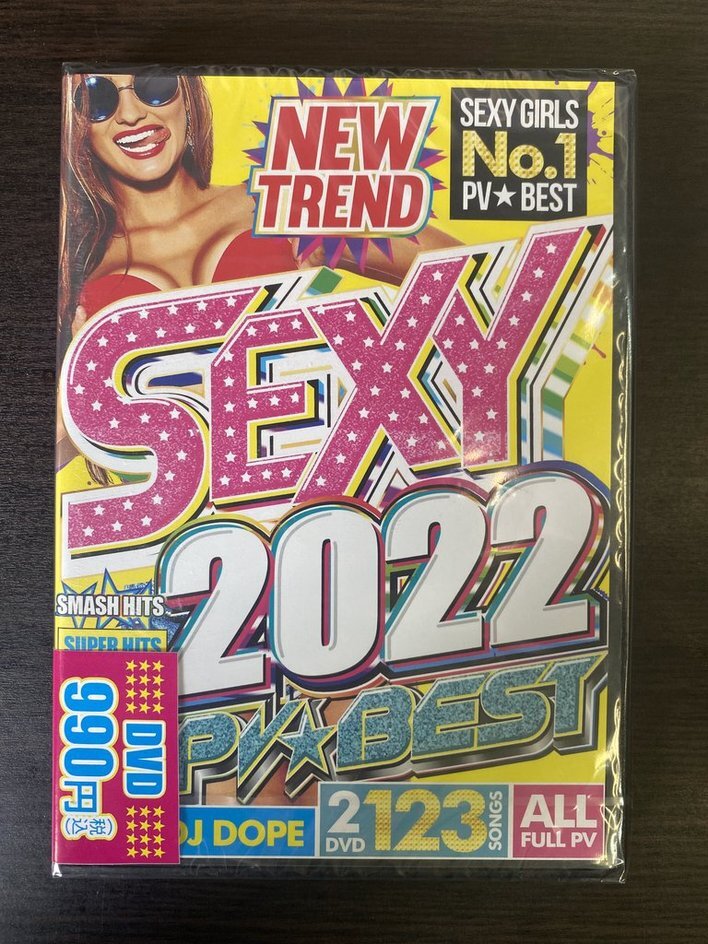 NEW
TREND
SEXY GIRLS
No.1
PV★BEST
SEXY
2022
SMASH HITS
SUPER HITS
PV★BEST
DVD
990円
(税込)
DJ DOPE
2
DVD
123
SONGS
ALL
FULL PV